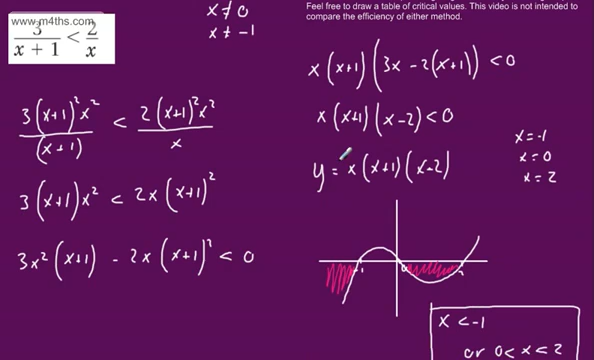 www.m4ths.com
3/(x + 1) < 2/x
x ≠ 0
x ≠ -1
Feel free to draw a table of critical values. This video is not intended to
compare the efficiency of either method.
3(x+1)²x²/(x+1) < 2(x+1)²x²/x
3(x+1)x² < 2x(x+1)²
3x²(x+1) - 2x(x+1)² < 0
x(x+1)(3x - 2(x+1)) < 0
x(x+1)(x-2) < 0
y = x(x+1)(x-2)
x = -1
x = 0
x = 2
-1 0 2
x < -1
or 0 < x < 2